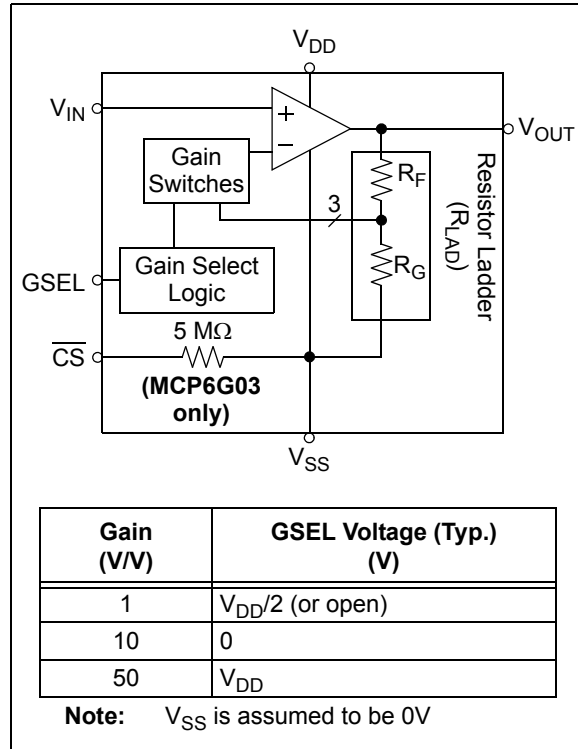 V_DD
V_IN
V_OUT
Gain
Switches
3
R_F
R_G
Resistor Ladder
(R_LAD)
GSEL
Gain Select
Logic
5 MΩ
C̅S̅
(MCP6G03
only)
V_SS
Gain
(V/V)
GSEL Voltage (Typ.)
(V)
1 V_DD/2 (or open)
10 0
50 V_DD
Note: V_SS is assumed to be 0V